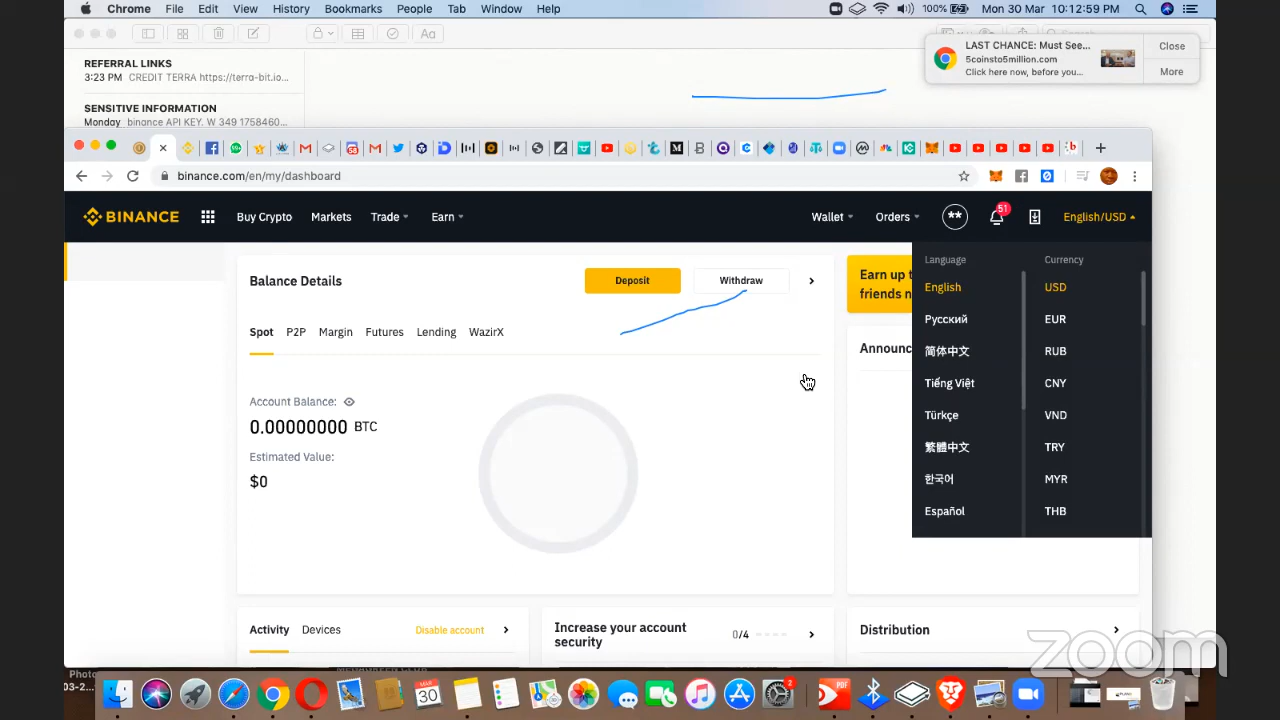 Chrome File Edit View History Bookmarks People Tab Window Help 100% Mon 30 Mar 10:12:59 PM
REFERRAL LINKS
3:23 PM CREDIT TERRA https://terra-bit.io...
SENSITIVE INFORMATION
Monday binance API KEY. W 349 1758460...
Aa
LAST CHANCE: Must See...
5coinsto5million.com
Click here now, before you...
Close
More
binance.com/en/my/dashboard
BINANCE Buy Crypto Markets Trade Earn Wallet Orders ** 51 English/USD
Balance Details Deposit Withdraw
Spot P2P Margin Futures Lending WazirX
Account Balance:
0.00000000 BTC
Estimated Value:
$0
Earn up t
friends n
Announc
Language Currency
English USD
Русский EUR
简体中文 RUB
Tiếng Việt CNY
Türkçe VND
繁體中文 TRY
한국어 MYR
Español THB
Activity Devices Disable account
Increase your account
security
0/4
Distribution
zoom
Photo
03-2...
30
2
PDF